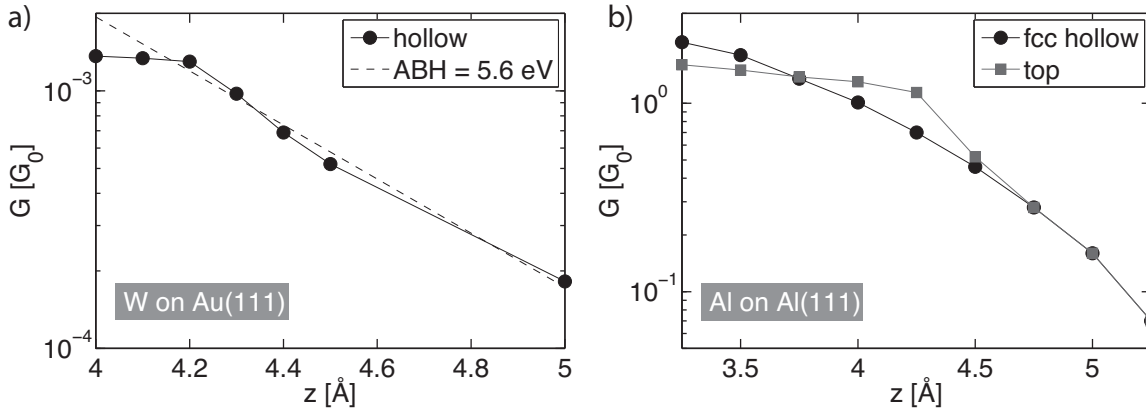 a)
hollow
ABH = 5.6 eV
10⁻³
10⁻⁴
G [G₀]
W on Au(111)
4 4.2 4.4 4.6 4.8 5
z [Å]
b)
fcc hollow
top
10⁰
10⁻¹
G [G₀]
Al on Al(111)
3.5 4 4.5 5
z [Å]